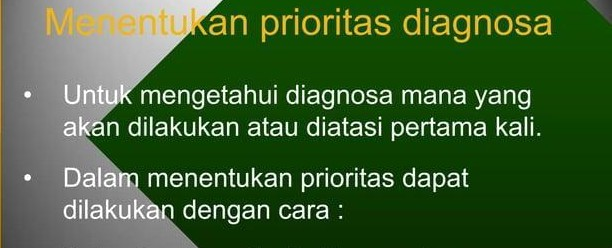 Menentukan prioritas diagnosa
• Untuk mengetahui diagnosa mana yang
akan dilakukan atau diatasi pertama kali.
• Dalam menentukan prioritas dapat
dilakukan dengan cara :